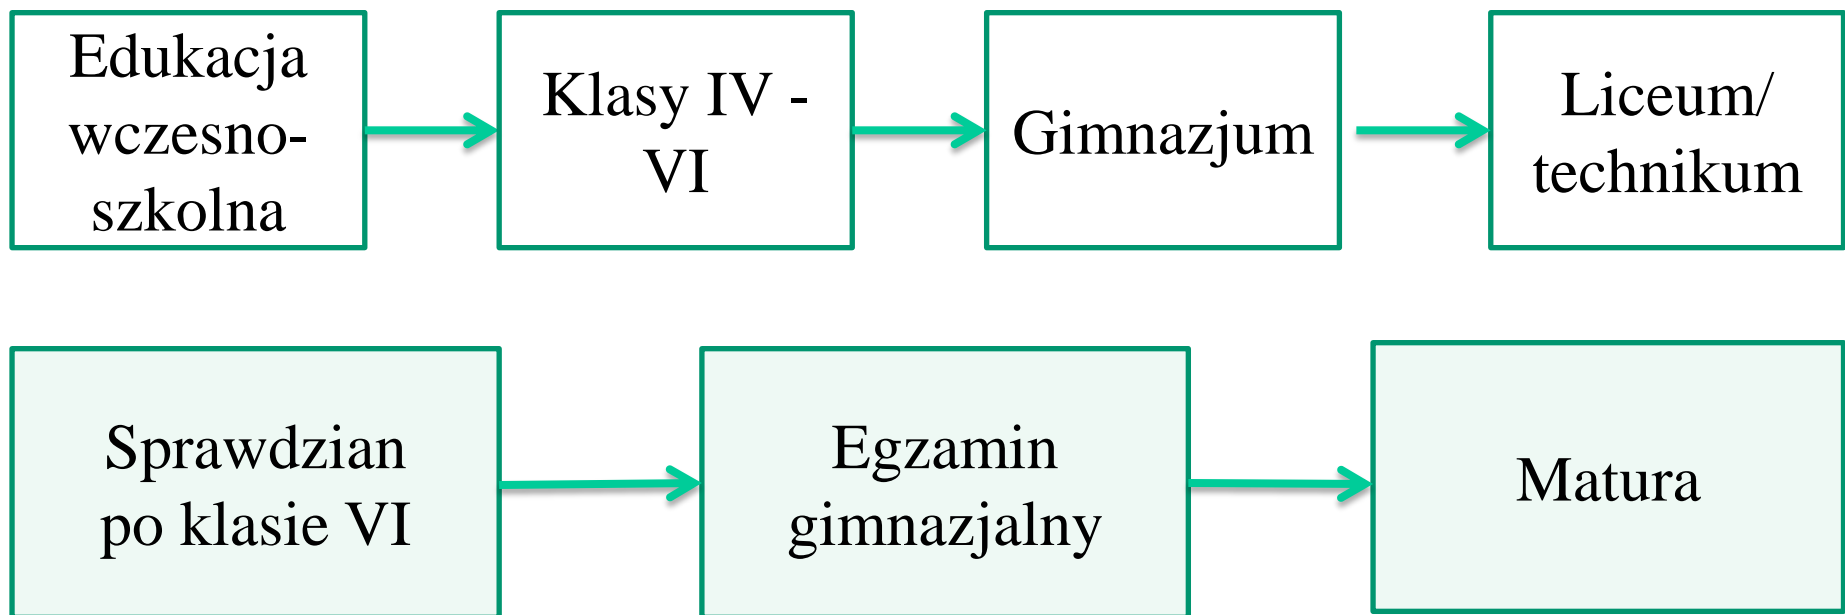 Edukacja
wczesno-
szkolna
Klasy IV -
VI
Gimnazjum
Liceum/
technikum
Sprawdzian
po klasie VI
Egzamin
gimnazjalny
Matura